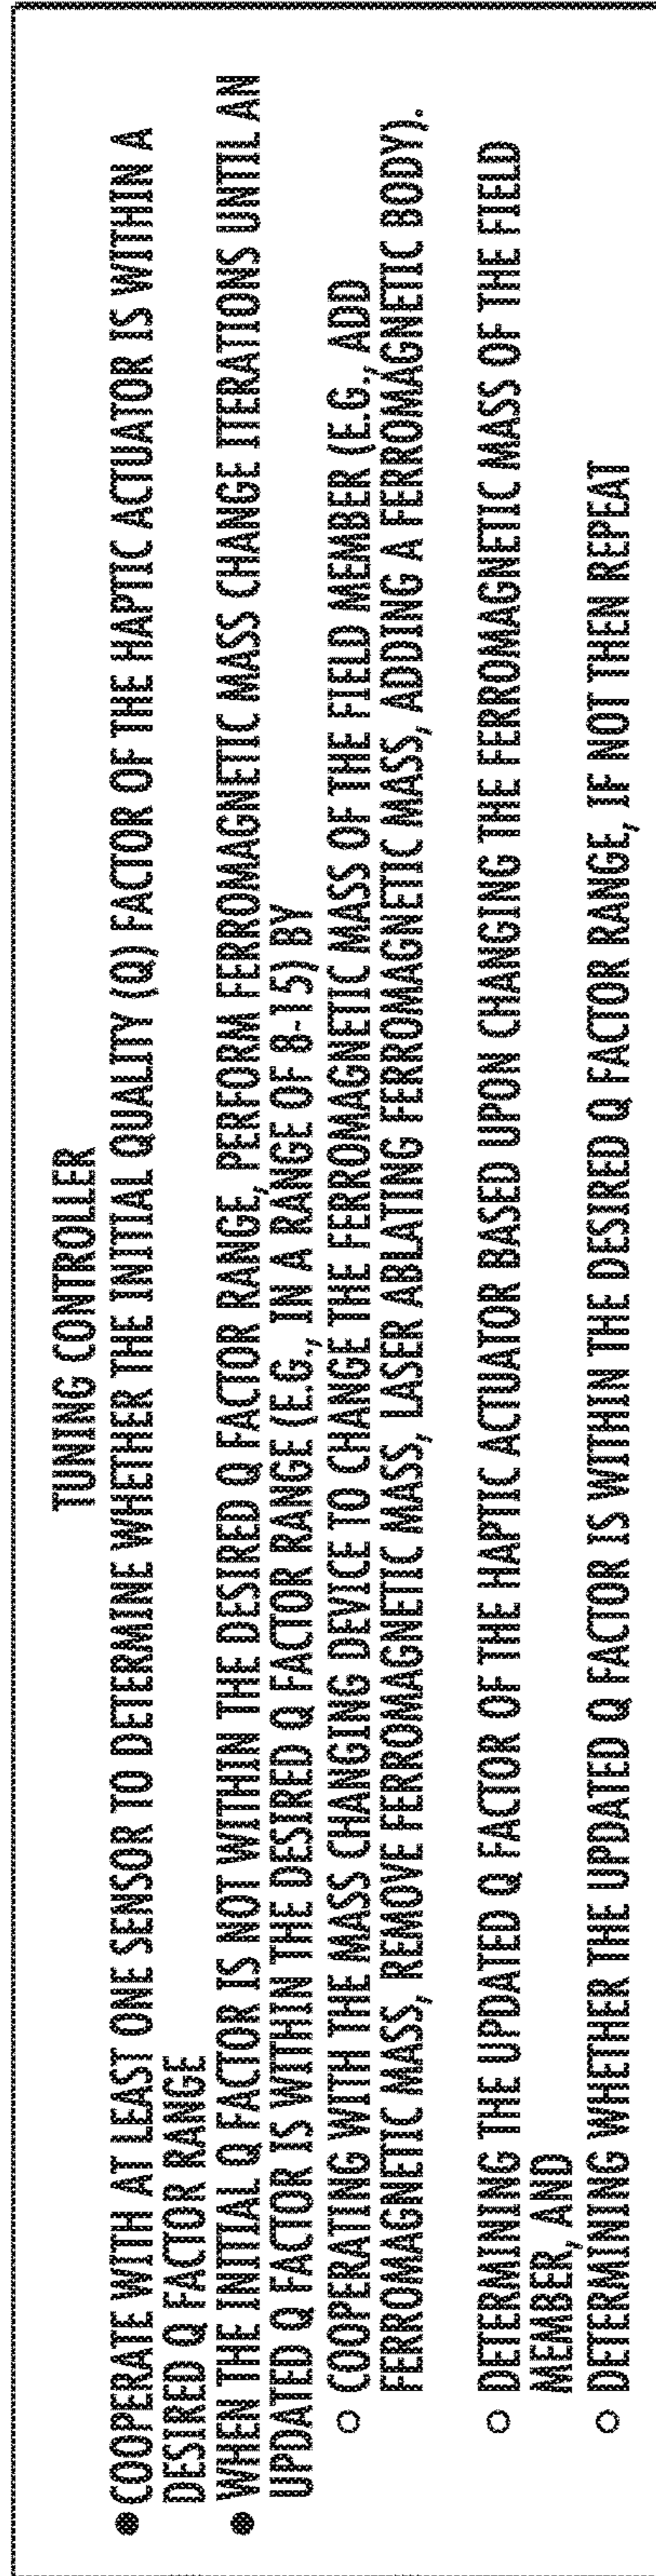 TUNING CONTROLLER
● COOPERATE WITH AT LEAST ONE SENSOR TO DETERMINE WHETHER THE INITIAL QUALITY (Q) FACTOR OF THE HAPTIC ACTUATOR IS WITHIN A
DESIRED Q FACTOR RANGE
● WHEN THE INITIAL Q FACTOR IS NOT WITHIN THE DESIRED Q FACTOR RANGE, PERFORM FERROMAGNETIC MASS CHANGE ITERATIONS UNTIL AN
UPDATED Q FACTOR IS WITHIN THE DESIRED Q FACTOR RANGE (E.G., IN A RANGE OF 8-15) BY
○ COOPERATING WITH THE MASS CHANGING DEVICE TO CHANGE THE FERROMAGNETIC MASS OF THE FIELD MEMBER (E.G., ADD
FERROMAGNETIC MASS, REMOVE FERROMAGNETIC MASS, LASER ABLATING FERROMAGNETIC MASS, ADDING A FERROMAGNETIC BODY).
○ DETERMINING THE UPDATED Q FACTOR OF THE HAPTIC ACTUATOR BASED UPON CHANGING THE FERROMAGNETIC MASS OF THE FIELD
MEMBER, AND
○ DETERMINING WHETHER THE UPDATED Q FACTOR IS WITHIN THE DESIRED Q FACTOR RANGE, IF NOT THEN REPEAT